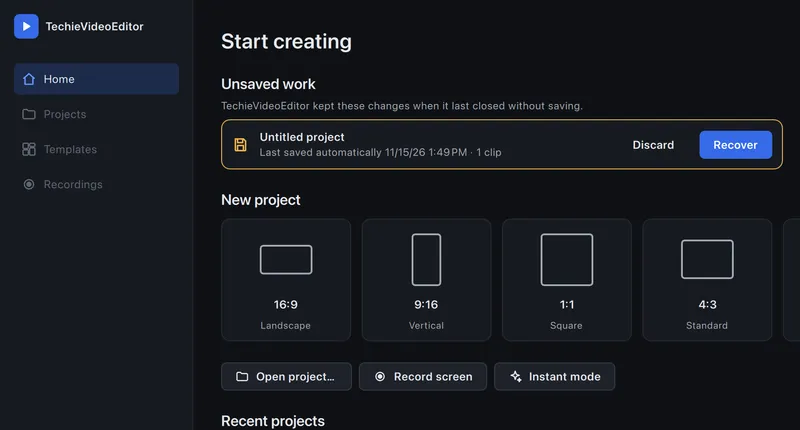 TechieVideoEditor
Home
Projects
Templates
Recordings
Start creating
Unsaved work
TechieVideoEditor kept these changes when it last closed without saving.
Untitled project
Last saved automatically 11/15/26 1:49 PM · 1 clip
Discard
Recover
New project
16:9
Landscape
9:16
Vertical
1:1
Square
4:3
Standard
Open project...
Record screen
Instant mode
Recent projects